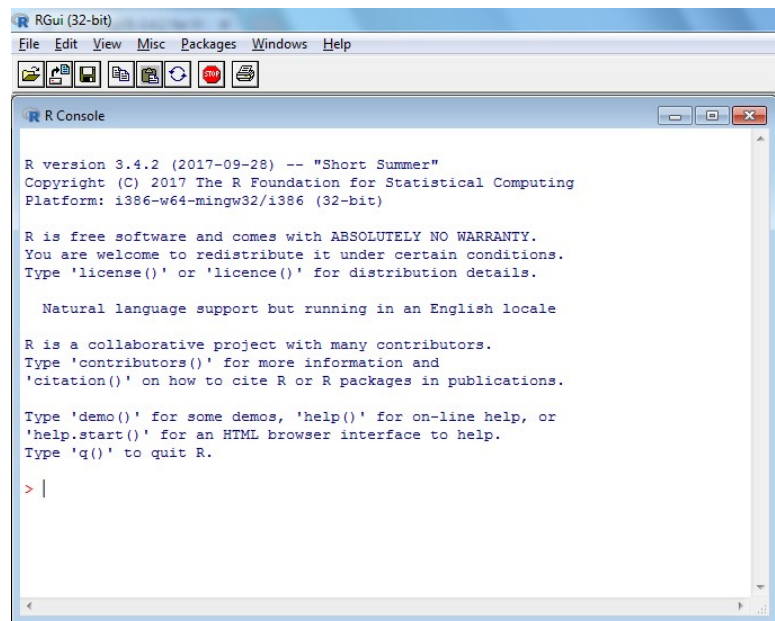 RGui (32-bit)
File Edit View Misc Packages Windows Help
STOP
R Console
R version 3.4.2 (2017-09-28) -- "Short Summer"
Copyright (C) 2017 The R Foundation for Statistical Computing
Platform: i386-w64-mingw32/i386 (32-bit)
R is free software and comes with ABSOLUTELY NO WARRANTY.
You are welcome to redistribute it under certain conditions.
Type 'license()' or 'licence()' for distribution details.
Natural language support but running in an English locale
R is a collaborative project with many contributors.
Type 'contributors()' for more information and
'citation()' on how to cite R or R packages in publications.
Type 'demo()' for some demos, 'help()' for on-line help, or
'help.start()' for an HTML browser interface to help.
Type 'q()' to quit R.
>